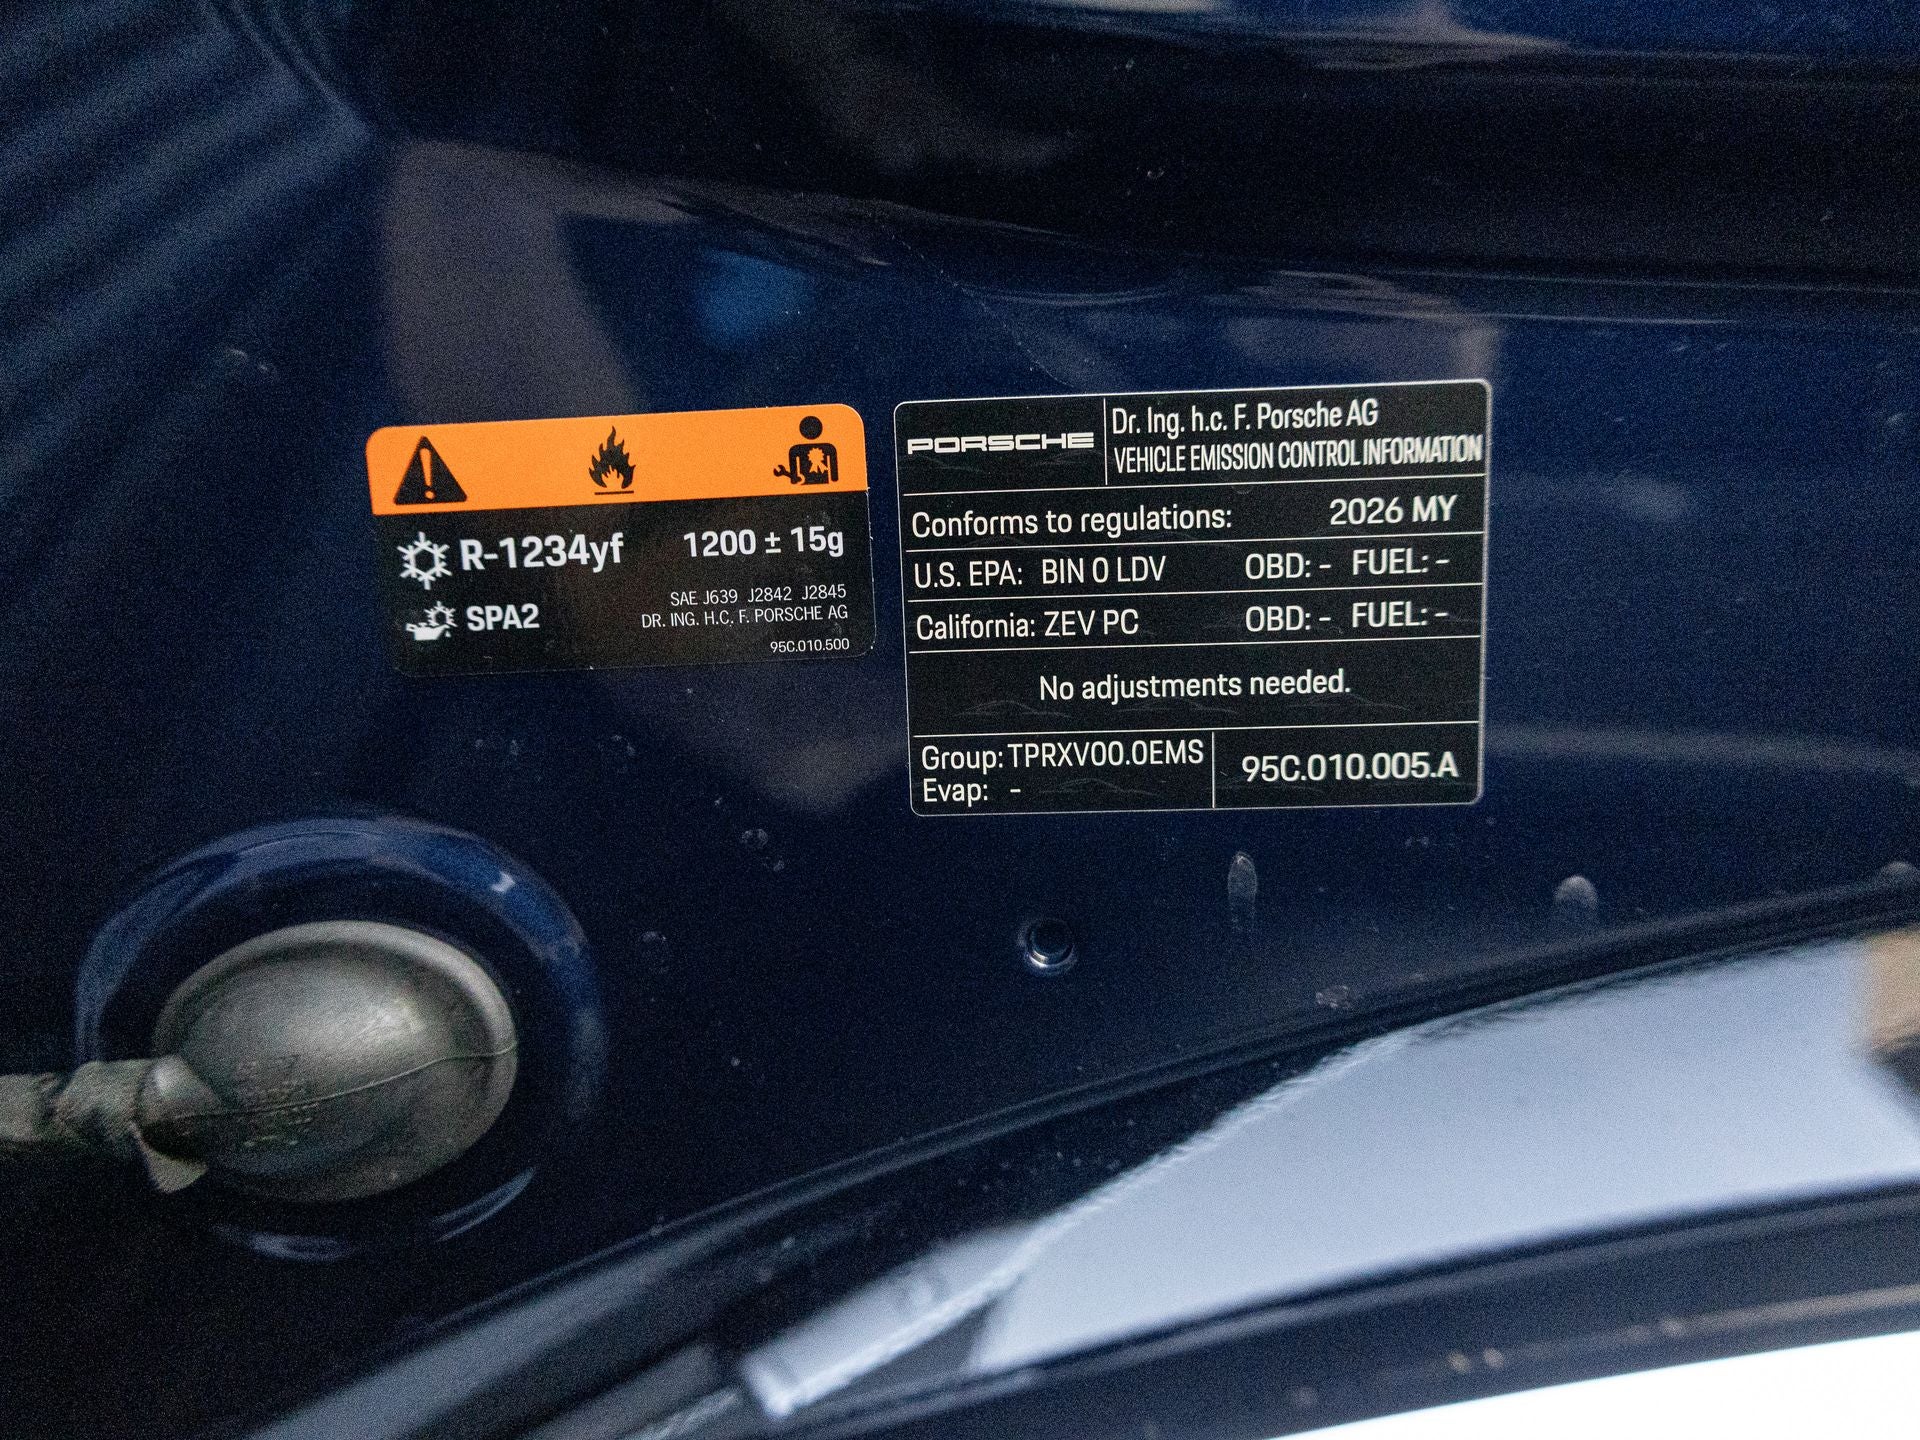 R-1234yf 1200 ± 15g
SPA2
SAE J639 J2842 J2845
DR. ING. H.C. F. PORSCHE AG
95C.010.500
PORSCHE
Dr. Ing. h.c. F. Porsche AG
VEHICLE EMISSION CONTROL INFORMATION
Conforms to regulations: 2026 MY
U.S. EPA: BIN 0 LDV OBD: - FUEL: -
California: ZEV PC OBD: - FUEL: -
No adjustments needed.
Group: TPRXV00.0EMS
Evap: -
95C.010.005.A